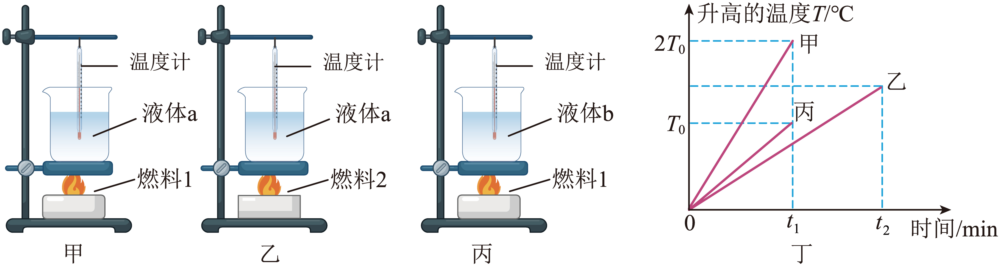 温度计
液体a
燃料1
甲
温度计
液体a
燃料2
乙
温度计
液体b
燃料1
丙
升高的温度T/°C
2T₀
甲
乙
丙
T₀
0
t₁
t₂
时间/min
丁